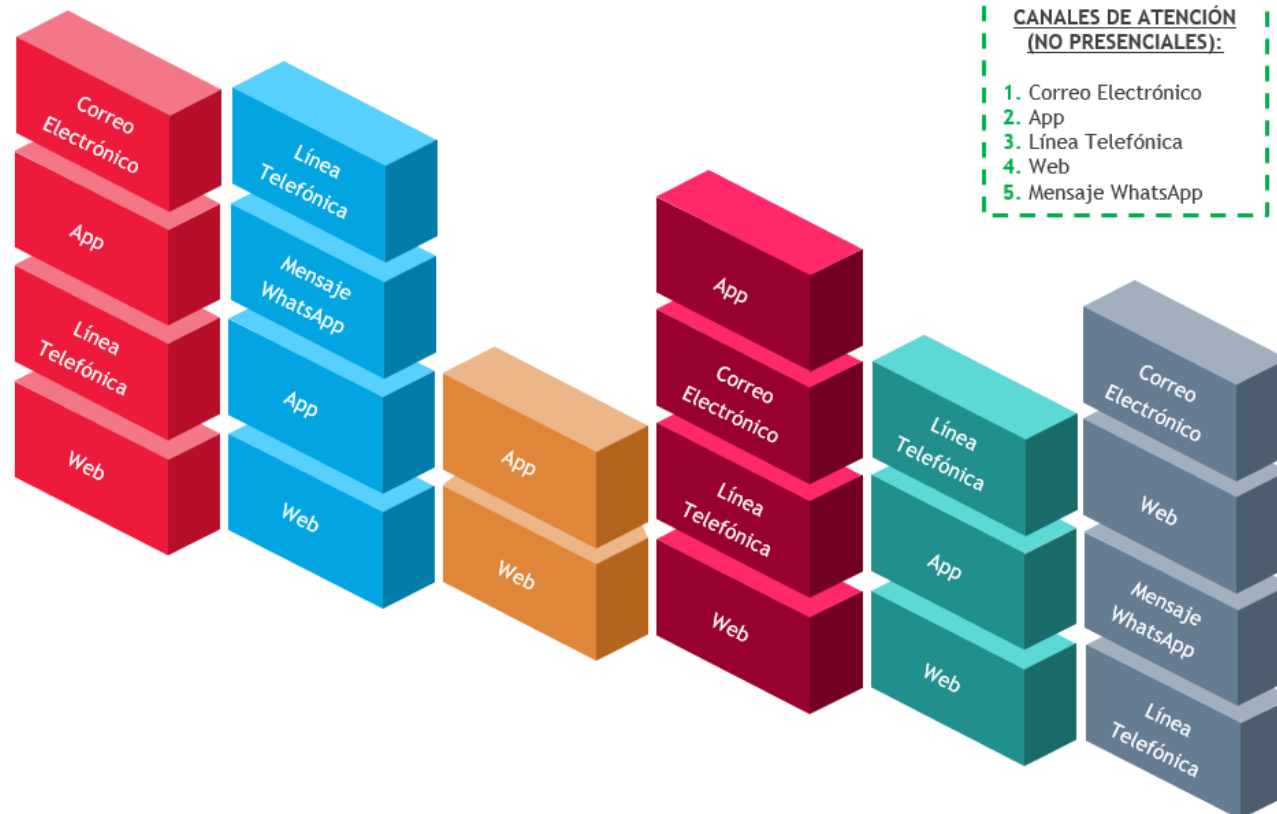 CANALES DE ATENCIÓN
(NO PRESENCIALES):
1. Correo Electrónico
2. App
3. Línea Telefónica
4. Web
5. Mensaje WhatsApp
Correo
Electrónico
App
Línea
Telefónica
Web
Línea
Telefónica
Mensaje
WhatsApp
App
Web
App
Web
App
Correo
Electrónico
Línea
Telefónica
Web
Línea
Telefónica
App
Web
Correo
Electrónico
Web
Mensaje
WhatsApp
Línea
Telefónica